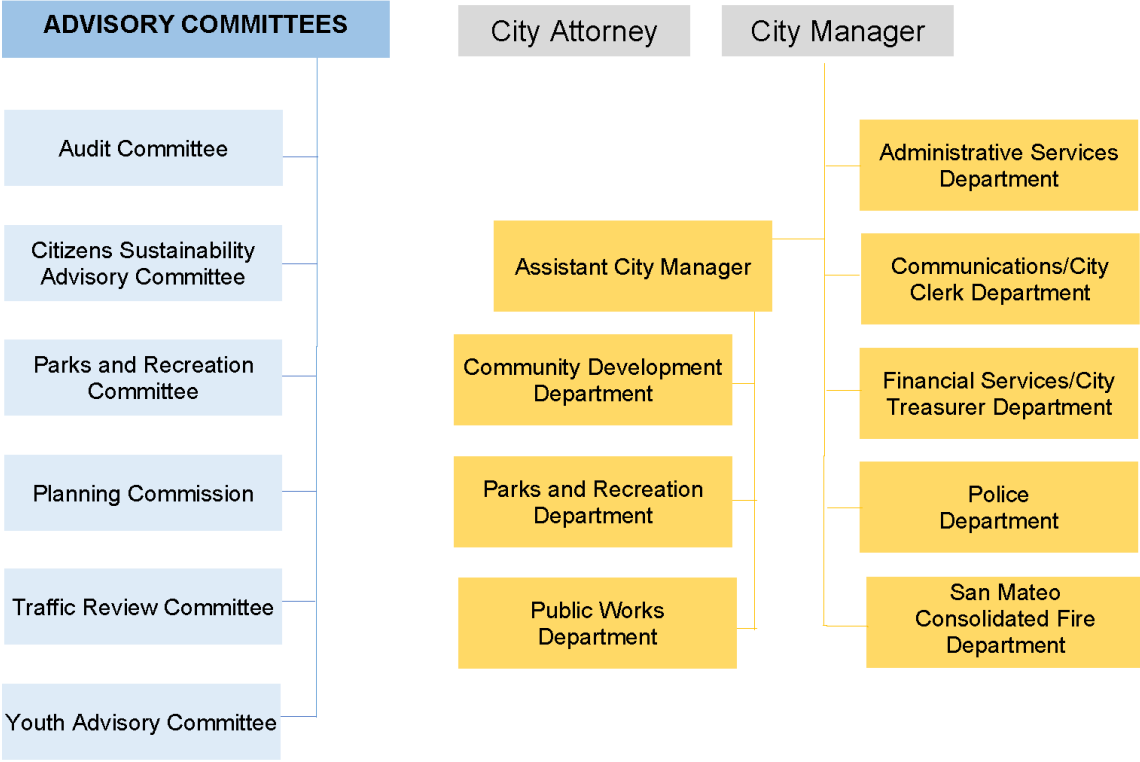 ADVISORY COMMITTEES
Audit Committee
Citizens Sustainability
Advisory Committee
Parks and Recreation
Committee
Planning Commission
Traffic Review Committee
Youth Advisory Committee
City Attorney
City Manager
Assistant City Manager
Community Development
Department
Parks and Recreation
Department
Public Works
Department
Administrative Services
Department
Communications/City
Clerk Department
Financial Services/City
Treasurer Department
Police
Department
San Mateo
Consolidated Fire
Department